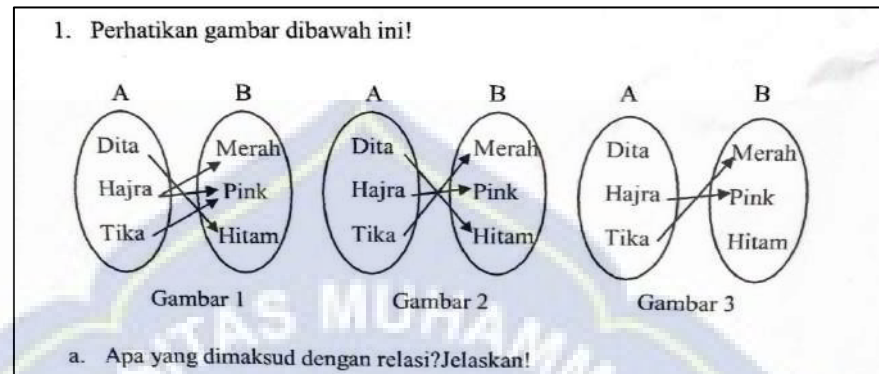 1. Perhatikan gambar dibawah ini!
A B A B A B
Dita Merah Dita Merah Dita Merah
Hajra Pink Hajra Pink Hajra Pink
Tika Hitam Tika Hitam Tika Hitam
Gambar 1 Gambar 2 Gambar 3
a. Apa yang dimaksud dengan relasi?Jelaskan!